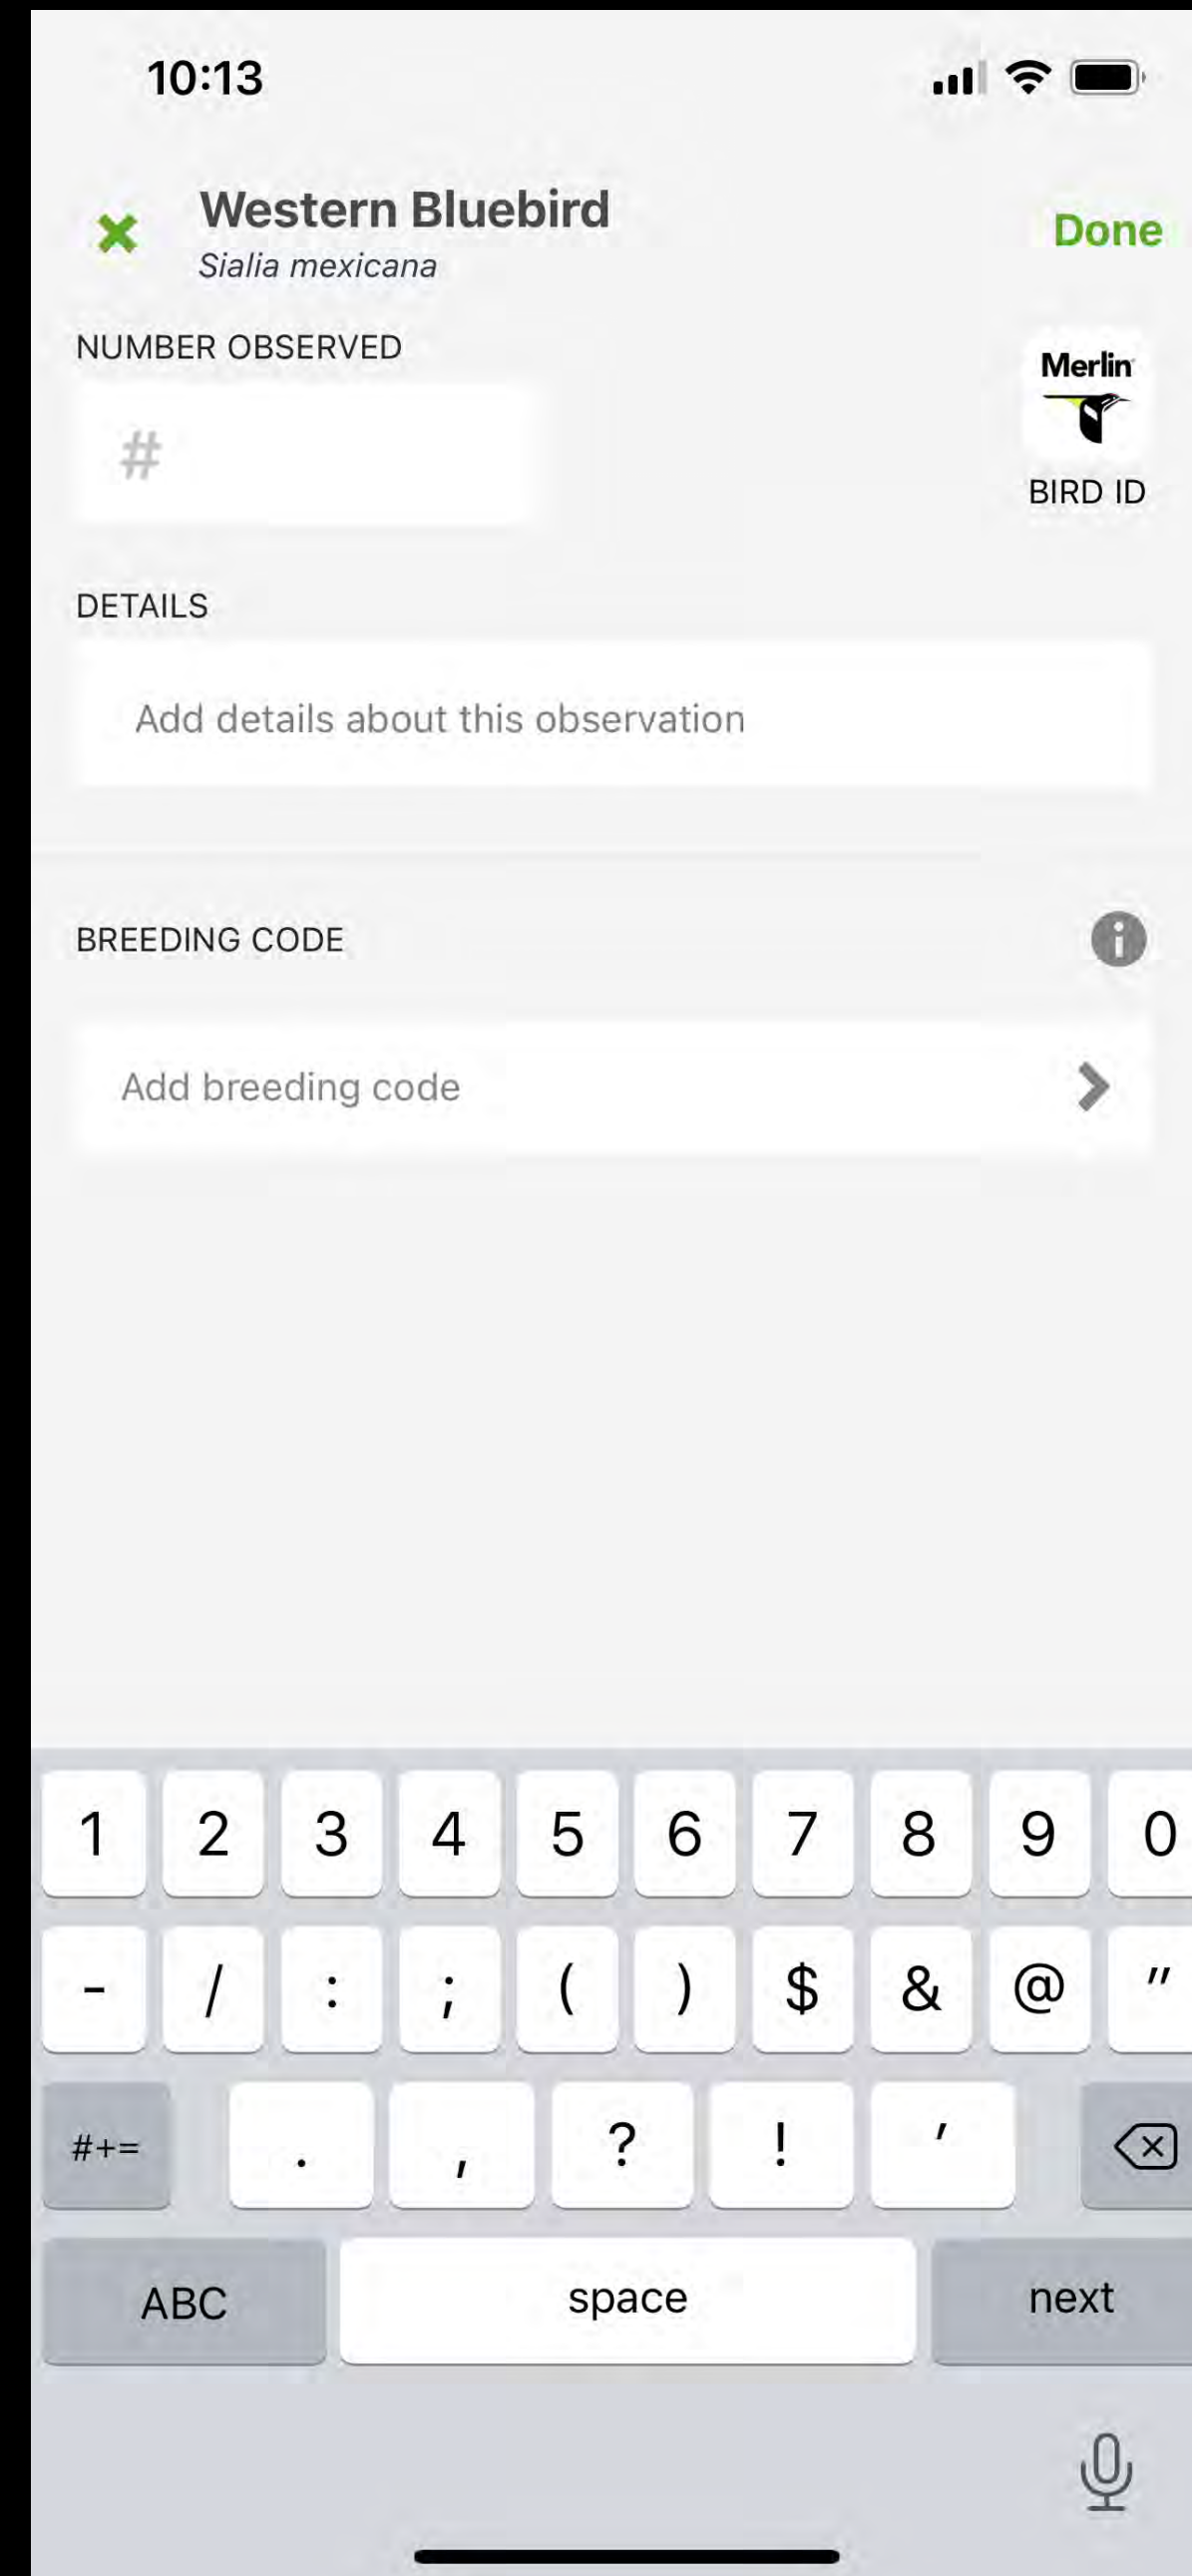 10:13
Western Bluebird
Sialia mexicana
Done
NUMBER OBSERVED
Merlin
#
BIRD ID
DETAILS
Add details about this observation
BREEDING CODE
Add breeding code
1 2 3 4 5 6 7 8 9 0
- / : ; ( ) $ & @ "
#+= . , ? ! '
ABC space next